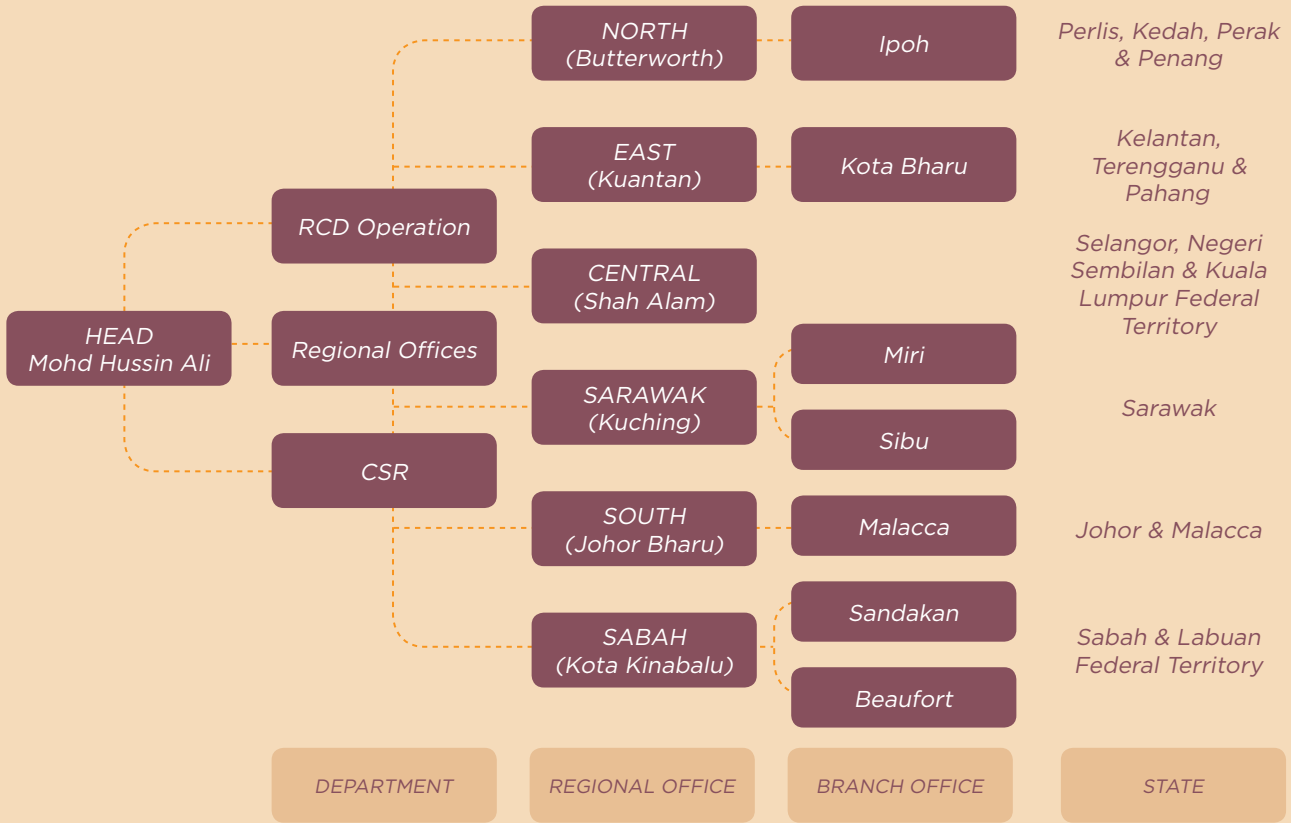 HEAD
Mohd Hussin Ali
RCD Operation
Regional Offices
CSR
NORTH
(Butterworth)
Ipoh
Perlis, Kedah, Perak
& Penang
EAST
(Kuantan)
Kota Bharu
Kelantan,
Terengganu &
Pahang
CENTRAL
(Shah Alam)
Selangor, Negeri
Sembilan & Kuala
Lumpur Federal
Territory
SARAWAK
(Kuching)
Miri
Sibu
Sarawak
SOUTH
(Johor Bharu)
Malacca
Johor & Malacca
SABAH
(Kota Kinabalu)
Sandakan
Beaufort
Sabah & Labuan
Federal Territory
DEPARTMENT
REGIONAL OFFICE
BRANCH OFFICE
STATE